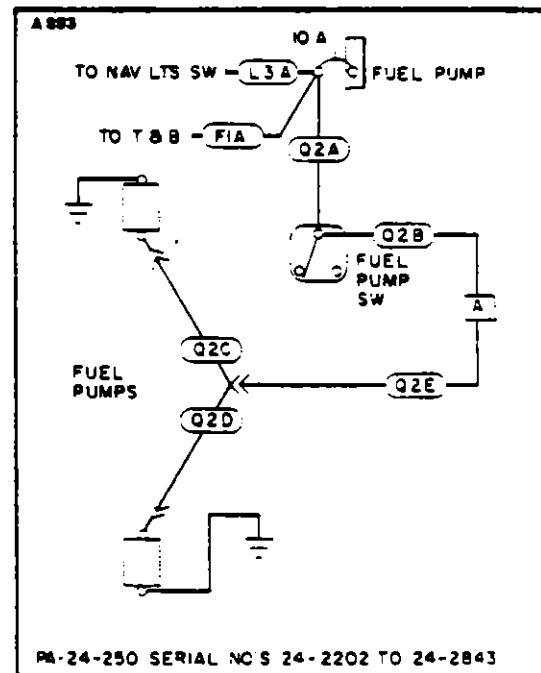 A883
10 A
TO NAV LTS SW
L3A
FUEL PUMP
TO T & B
F1A
Q2A
Q2B
FUEL
PUMP
SW
A
Q2C
FUEL
PUMPS
Q2E
Q2D
PA-24-250 SERIAL NO'S 24-2202 TO 24-2843